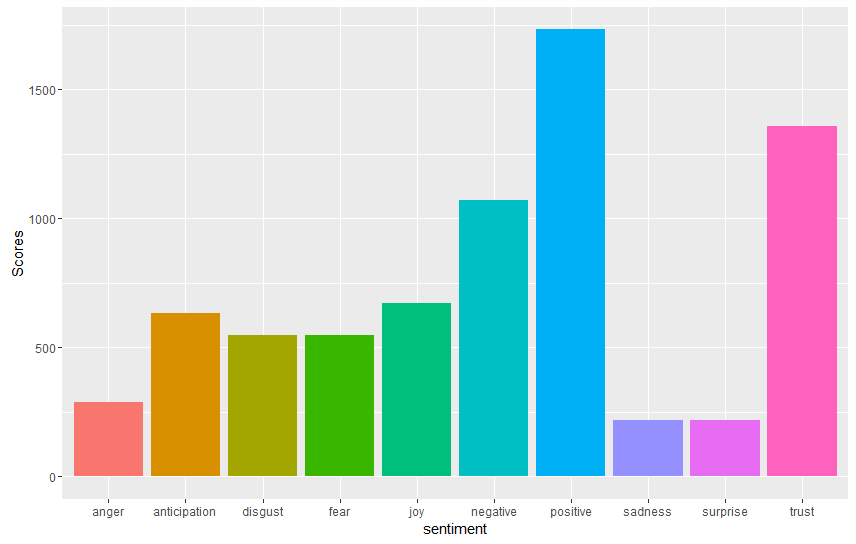 Scores
1500
1000
500
0
anger anticipation disgust fear joy negative positive sadness surprise trust
sentiment